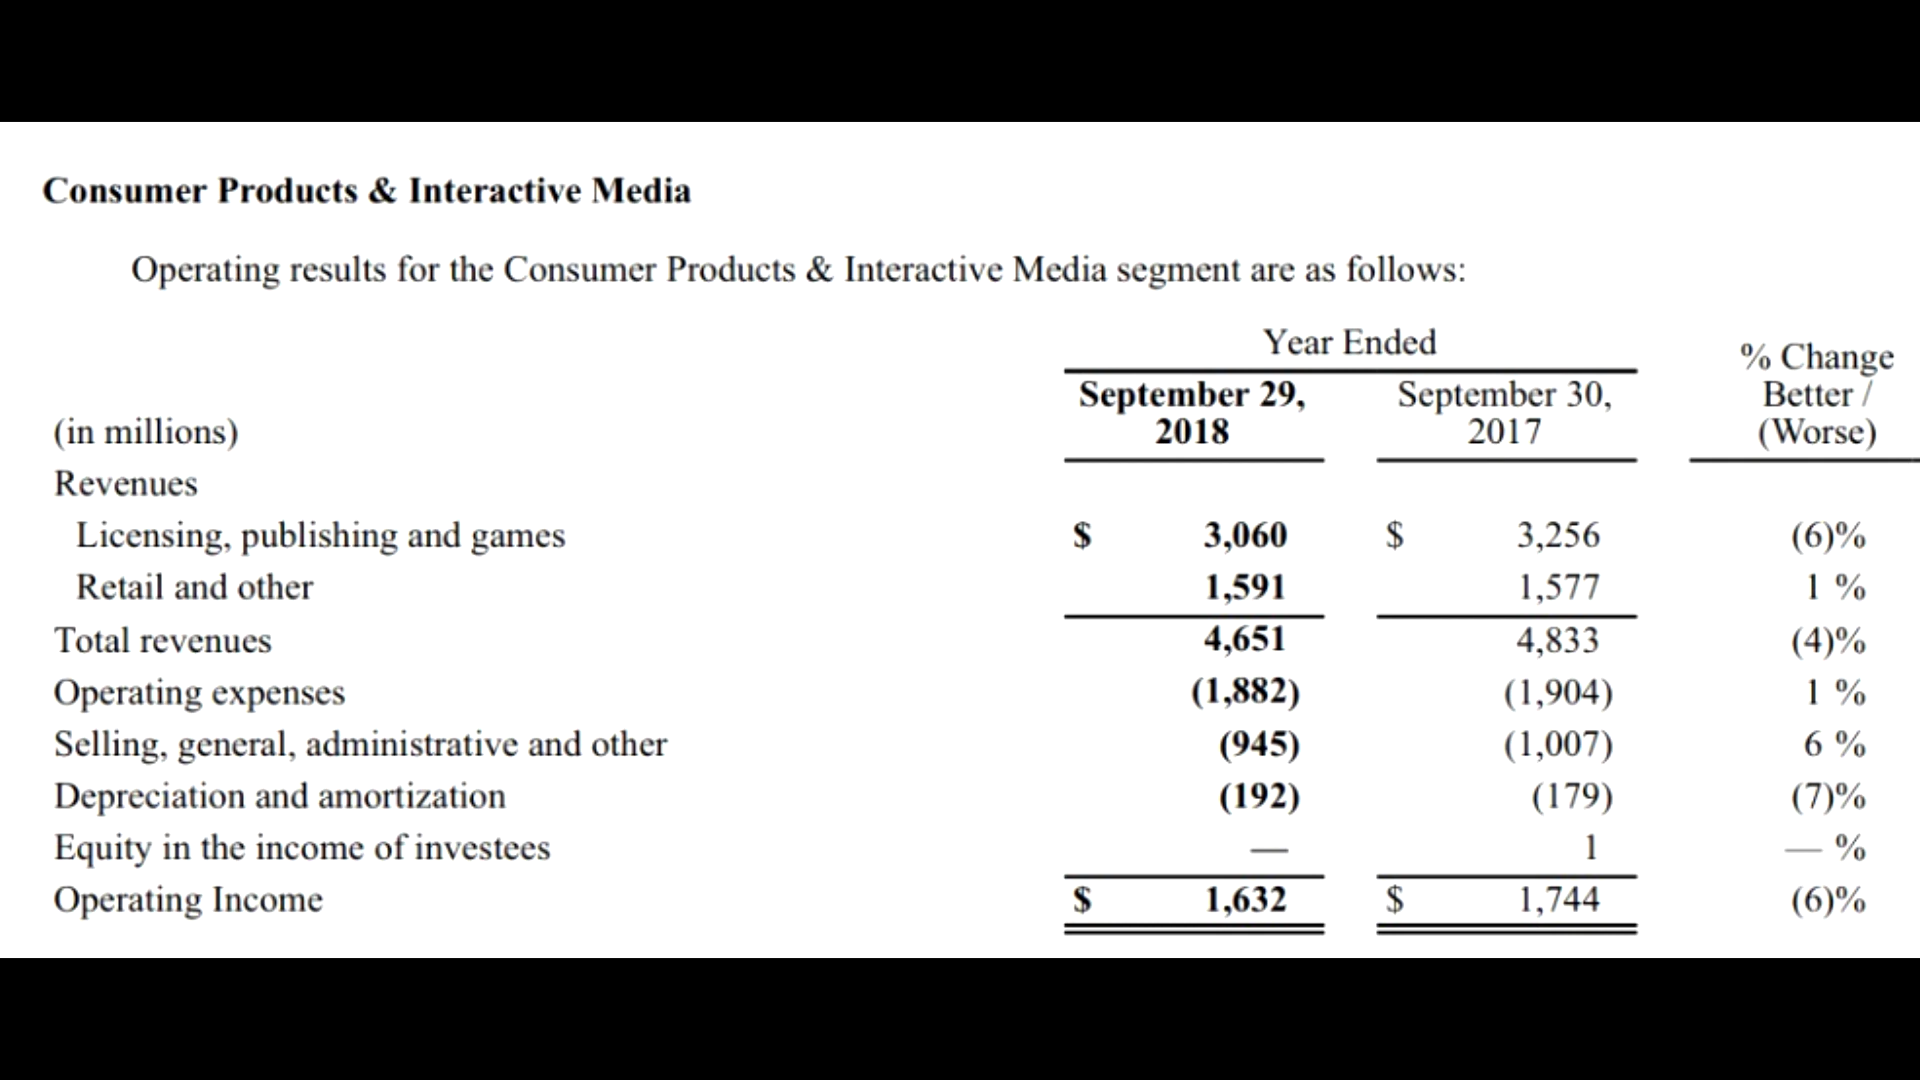 Consumer Products & Interactive Media
Operating results for the Consumer Products & Interactive Media segment are as follows:
Year Ended
% Change Better / (Worse)
(in millions) September 29, 2018 September 30, 2017
Revenues
Licensing, publishing and games $ 3,060 $ 3,256 (6)%
Retail and other 1,591 1,577 1 %
Total revenues 4,651 4,833 (4)%
Operating expenses (1,882) (1,904) 1 %
Selling, general, administrative and other (945) (1,007) 6 %
Depreciation and amortization (192) (179) (7)%
Equity in the income of investees — 1 — %
Operating Income $ 1,632 $ 1,744 (6)%